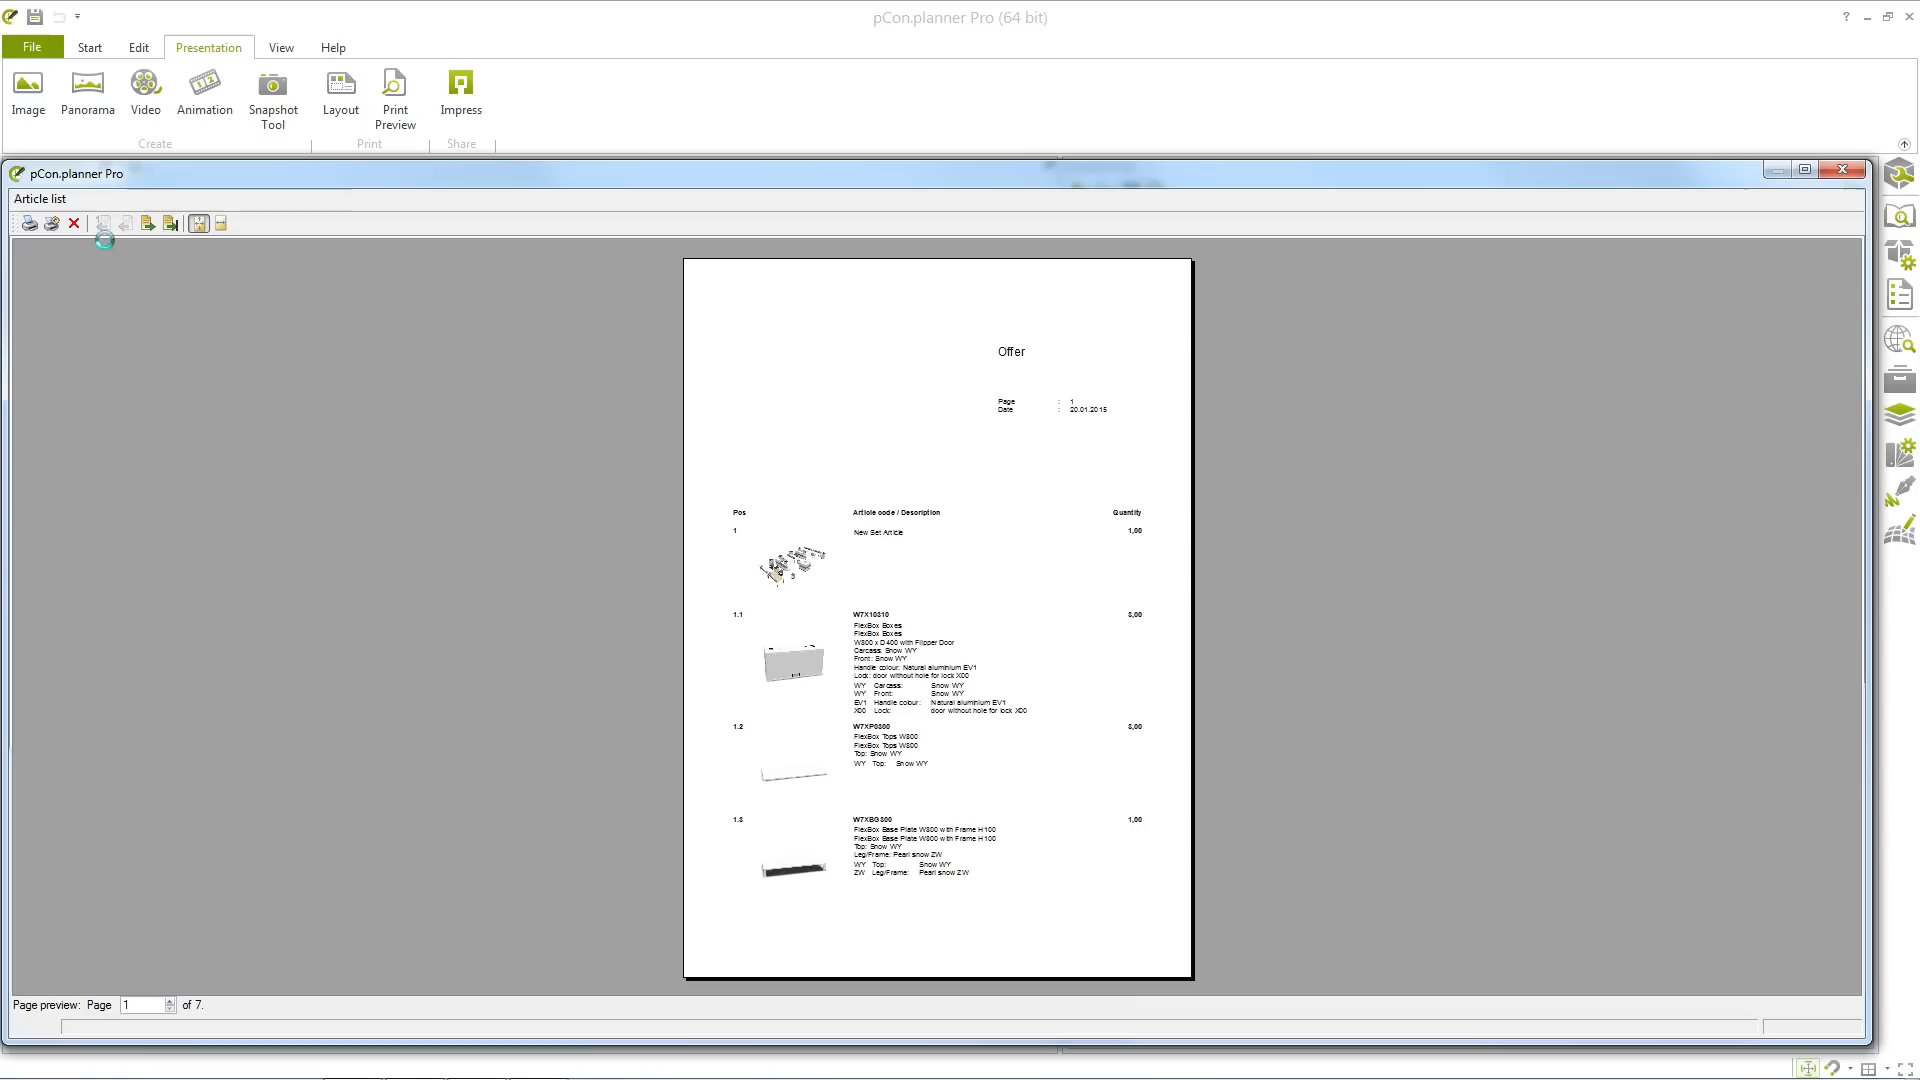 pCon.planner Pro (64 bit)
File Start Edit Presentation View Help
Image Panorama Video Animation Snapshot Tool Layout Print Preview Impress
Create Print Share
pCon.planner Pro
Article list
Offer
Page : 1
Date : 20.01.2015
Pos Article code / Description Quantity
1 New Set Article 1,00
1.1 W7X10810 3,00
FlexBox Boxes
FlexBox Boxes
W800 x D400 with Flipper Door
Carcass: Snow WY
Front: Snow WY
Handle colour: Natural aluminium EV1
Lock: door without hole for lock X00
WY Carcass: Snow WY
WY Front: Snow WY
EV1 Handle colour: Natural aluminium EV1
X00 Lock: door without hole for lock X00
1.2 W7XP0800 3,00
FlexBox Tops W800
FlexBox Tops W800
Top: Snow WY
WY Top: Snow WY
1.3 W7XBG800 1,00
FlexBox Base Plate W800 with Frame H100
FlexBox Base Plate W800 with Frame H100
Top: Snow WY
Leg/Frame: Pearl snow ZW
WY Top: Snow WY
ZW Leg/Frame: Pearl snow ZW
Page preview: Page 1 of 7.